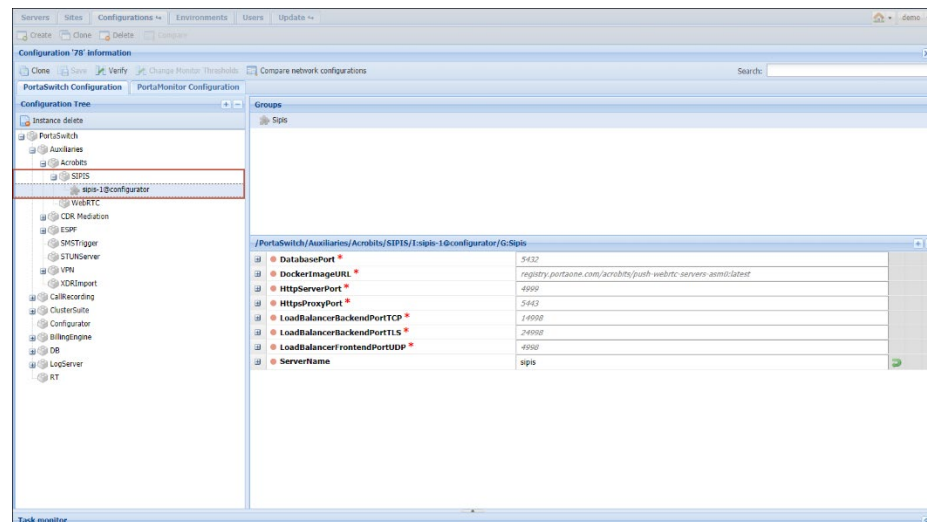 Servers Sites Configurations Environments Users Update demo
Create Clone Delete Compare
Configuration '78' information
Clone Save Verify Change Monitor Thresholds Compare network configurations Search:
PortaSwitch Configuration PortaMonitor Configuration
Configuration Tree
Instance delete
PortaSwitch
Auxiliaries
Acrobits
SIPIS
sipis-1@configurator
WebRTC
CDR Mediation
ESPF
SMSTrigger
STUNServer
VPN
XDRImport
CallRecording
ClusterSuite
Configurator
BillingEngine
DB
LogServer
RT
Groups
Sipis
/PortaSwitch/Auxiliaries/Acrobits/SIPIS/I:sipis-1@configurator/G:Sipis
DatabasePort * 5432
DockerImageURL * registry.portaone.com/acrobits/push-webrtc-servers-asmil:latest
HttpServerPort * 4999
HttpsProxyPort * 5443
LoadBalancerBackendPortTCP * 14998
LoadBalancerBackendPortTLS * 24998
LoadBalancerFrontendPortUDP * 4998
ServerName sipis
Task monitor